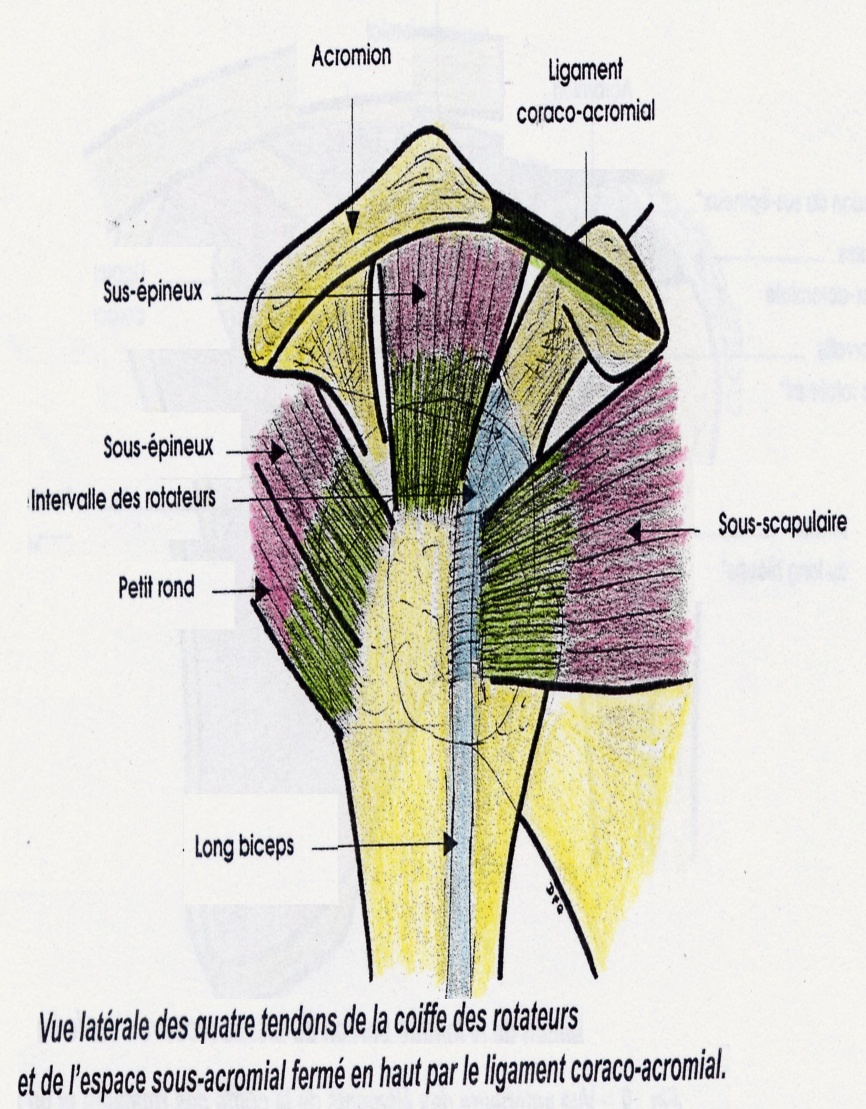 Acromion
Ligament
coraco-acromial
Sus-épineux
Sous-épineux
Intervalle des rotateurs
Sous-scapulaire
Petit rond
Long biceps
DFG
Vue latérale des quatre tendons de la coiffe des rotateurs
et de l'espace sous-acromial fermé en haut par le ligament coraco-acromial.